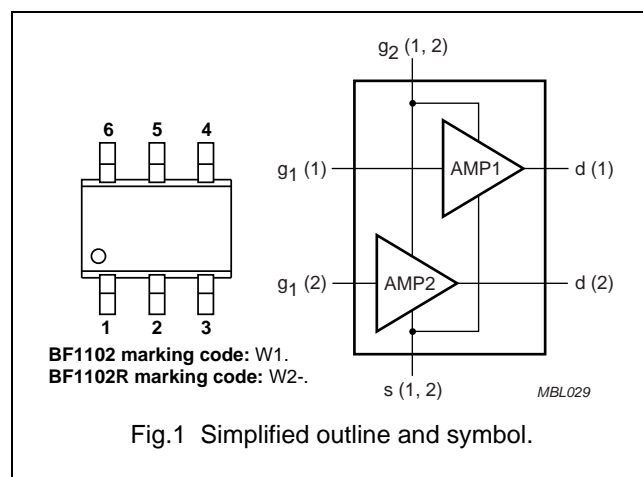 g2 (1, 2)
6 5 4
AMP1
g1 (1)
d (1)
g1 (2)
AMP2
d (2)
1 2 3
BF1102 marking code: W1.
BF1102R marking code: W2-.
s (1, 2)
MBL029
Fig.1 Simplified outline and symbol.